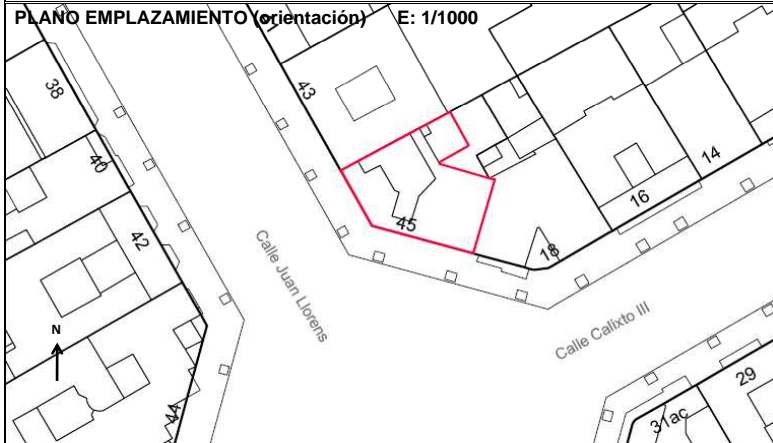 PLANO EMPLAZAMIENTO (orientación) E: 1/1000
38
43
40
14
16
42
45
18
Calle Juan Llorens
N
Calle Calixto III
29
44
31ac